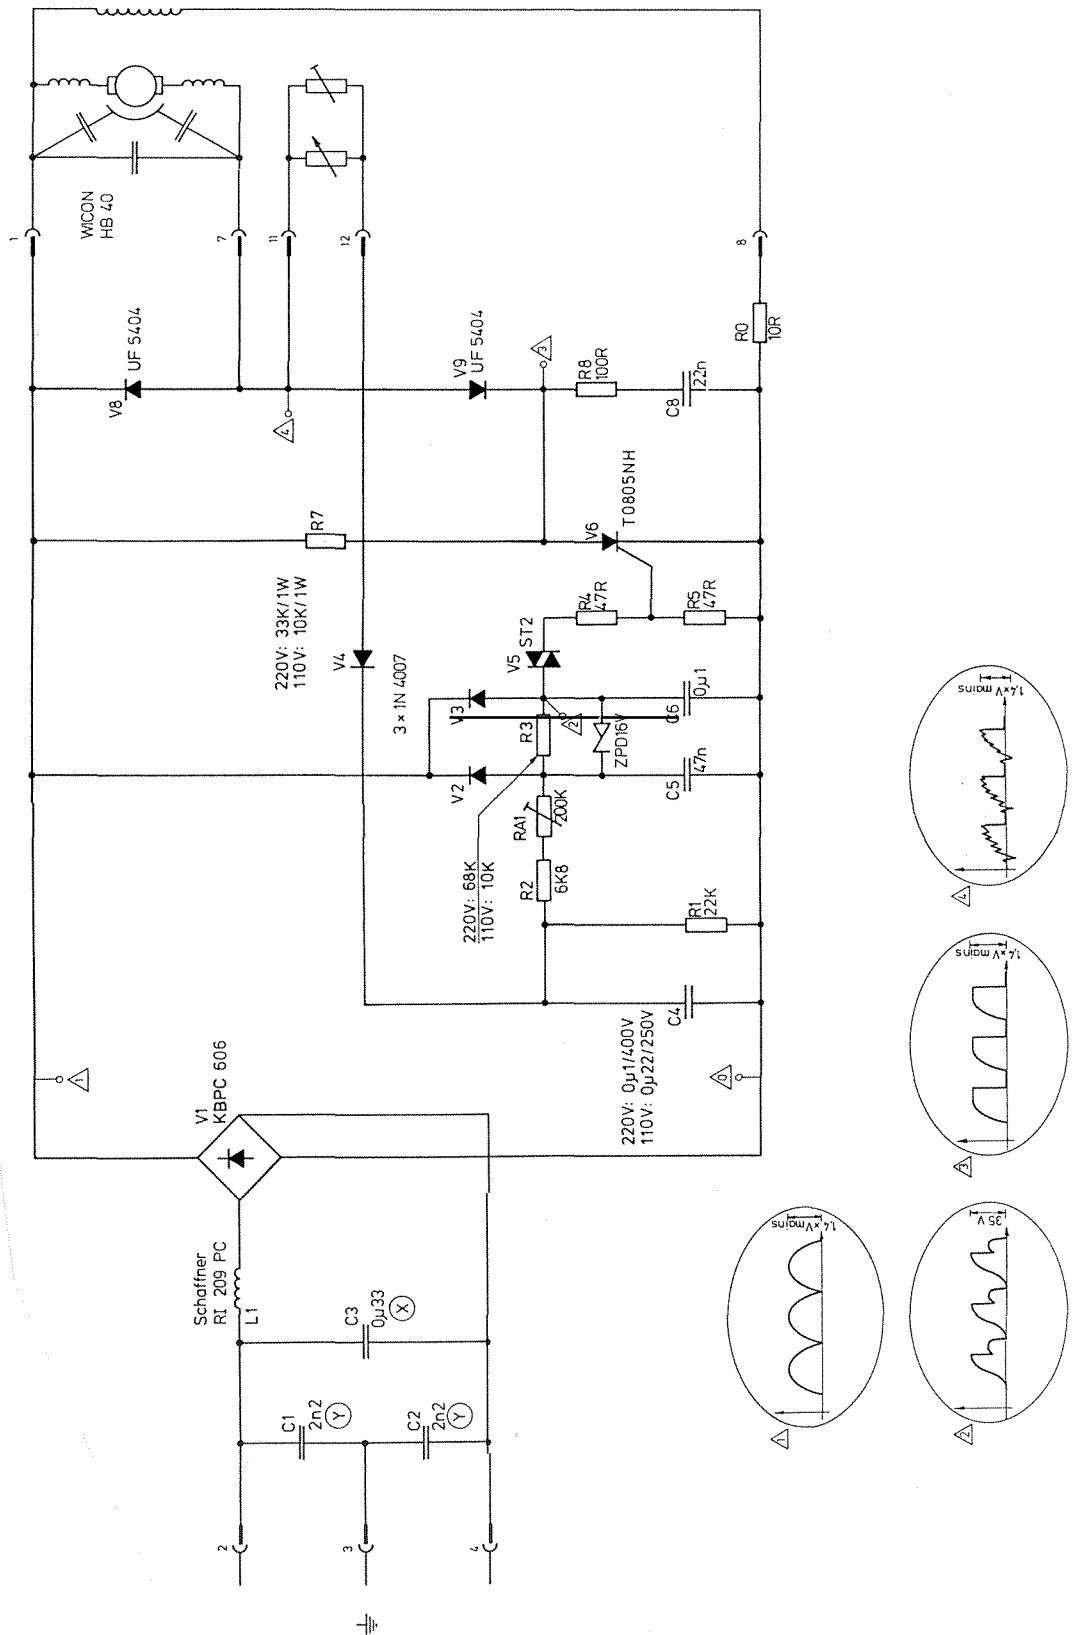 1
7
11
12
8
WICON
HB 40
V8
UF 5404
4
V9
UF 5404
3
R8
100R
C8
22n
R0
10R
R7
220V: 33K/1W
110V: 10K/1W
V6
T0805NH
V4
3 × 1N 4007
V5
ST2
R4
47R
R5
47R
V3
V2
R3
2
ZPD16V
C6
0µ1
C5
47n
RA1
200K
220V: 68K
110V: 10K
R2
6K8
R1
22K
C4
220V: 0µ1/400V
110V: 0µ22/250V
1
0
V1
KBPC 606
Schaffner
RI 209 PC
L1
C3
0µ33
X
C1
2n2
Y
C2
2n2
Y
2
3
4
1
1,4×Vmains
2
35 V
3
1,4×Vmains
4
1,4×Vmains